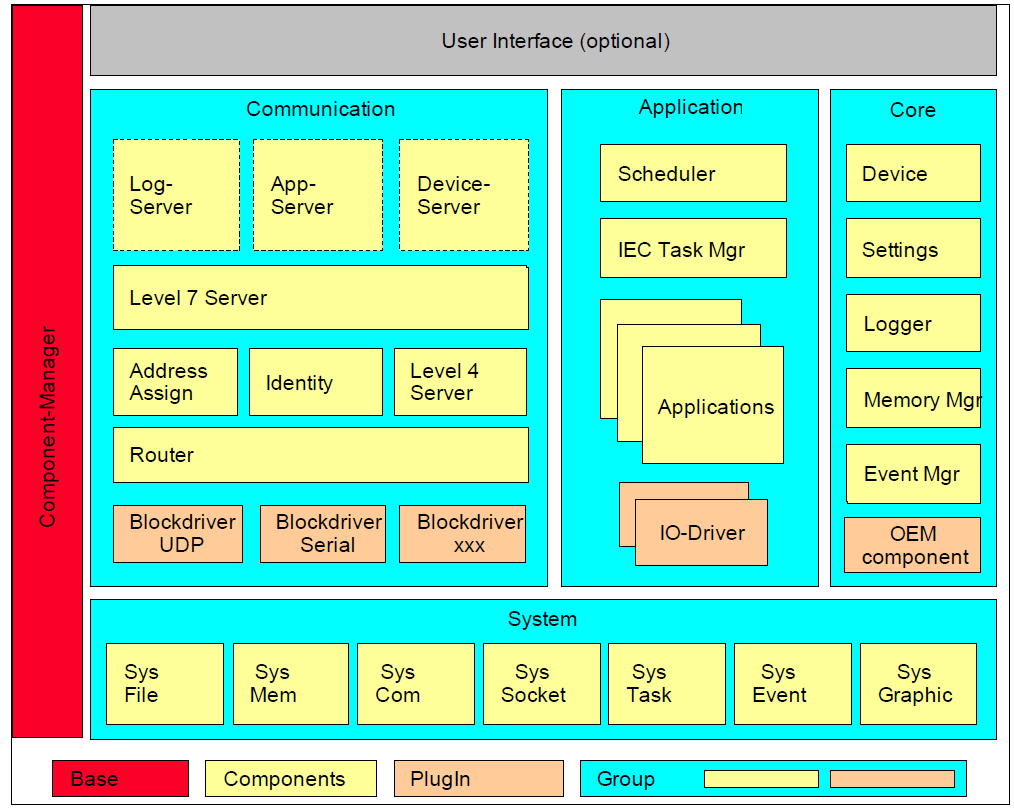 User Interface (optional)
Component-Manager
Communication
Log-
Server
App-
Server
Device-
Server
Level 7 Server
Address
Assign
Identity
Level 4
Server
Router
Blockdriver
UDP
Blockdriver
Serial
Blockdriver
xxx
Application
Scheduler
IEC Task Mgr
Applications
IO-Driver
Core
Device
Settings
Logger
Memory Mgr
Event Mgr
OEM
component
System
Sys
File
Sys
Mem
Sys
Com
Sys
Socket
Sys
Task
Sys
Event
Sys
Graphic
Base
Components
PlugIn
Group